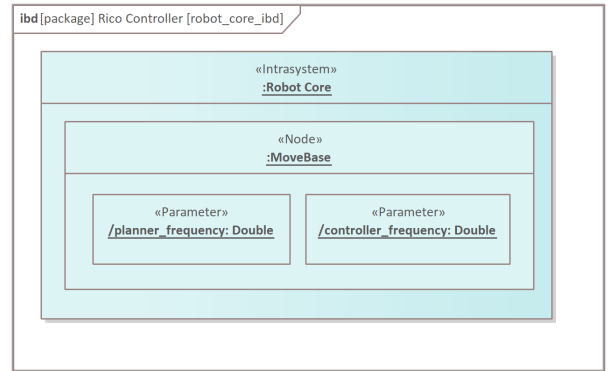 ibd [package] Rico Controller [robot_core_ibd]
«Intrasystem»
:Robot Core
«Node»
:MoveBase
«Parameter» «Parameter»
/planner_frequency: Double /controller_frequency: Double